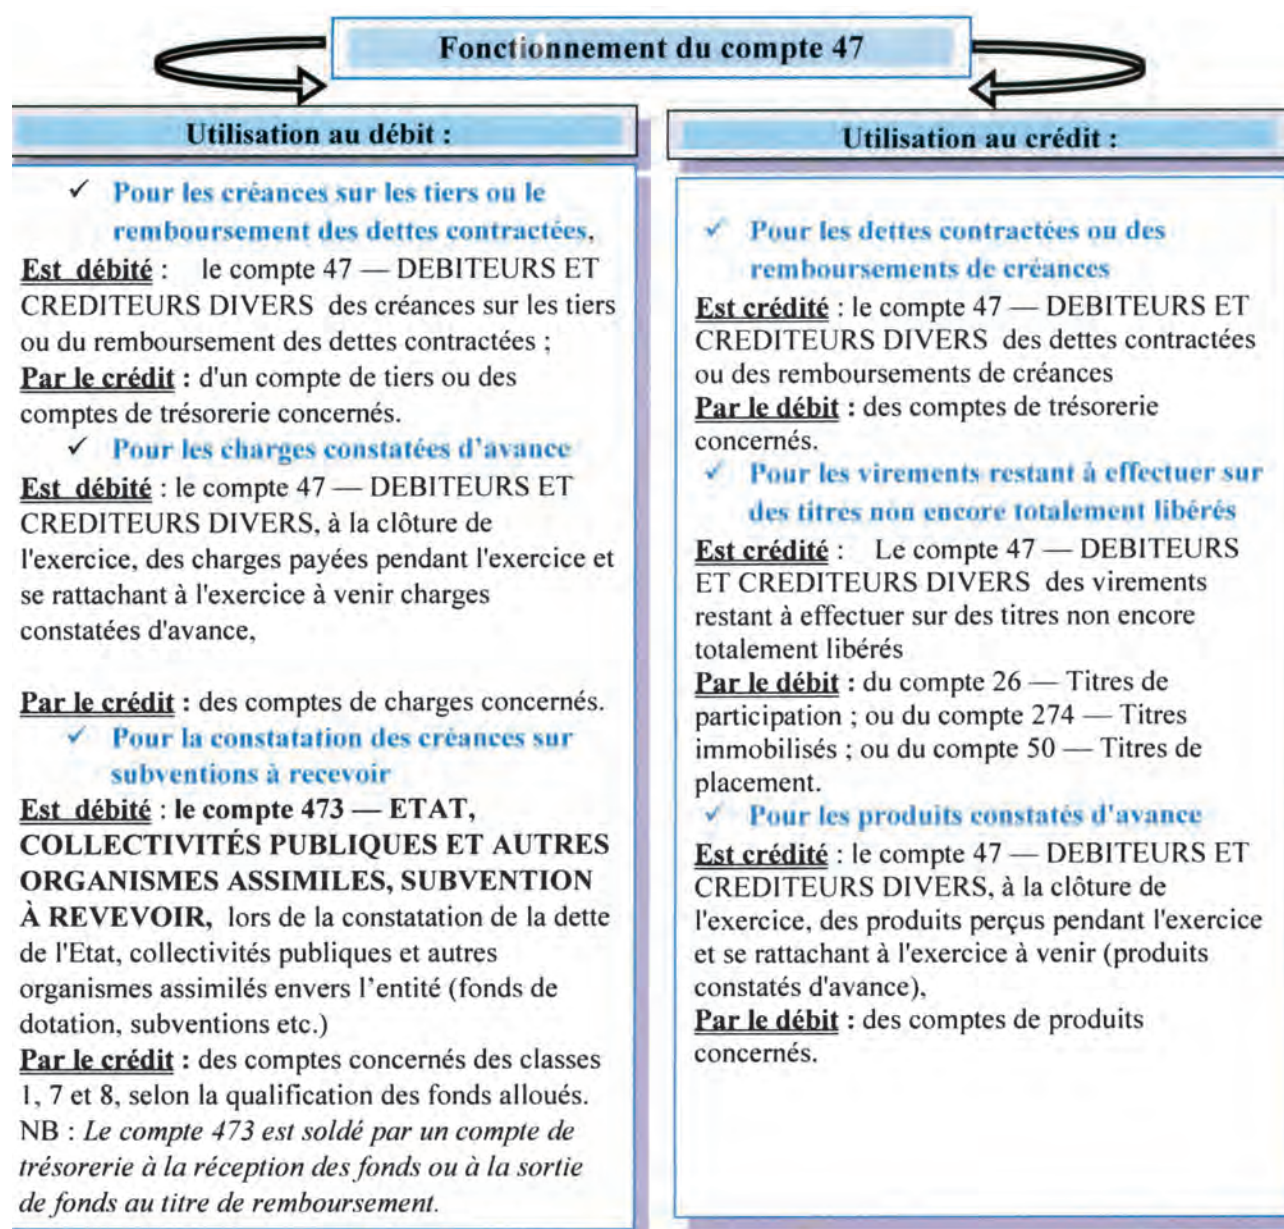 Fonctionnement du compte 47
Utilisation au débit :
✓ Pour les créances sur les tiers ou le
remboursement des dettes contractées,
Est débité : le compte 47 — DEBITEURS ET
CREDITEURS DIVERS des créances sur les tiers
ou du remboursement des dettes contractées ;
Par le crédit : d'un compte de tiers ou des
comptes de trésorerie concernés.
✓ Pour les charges constatées d'avance
Est débité : le compte 47 — DEBITEURS ET
CREDITEURS DIVERS, à la clôture de
l'exercice, des charges payées pendant l'exercice et
se rattachant à l'exercice à venir charges
constatées d'avance,
Par le crédit : des comptes de charges concernés.
✓ Pour la constatation des créances sur
subventions à recevoir
Est débité : le compte 473 — ETAT,
COLLECTIVITÉS PUBLIQUES ET AUTRES
ORGANISMES ASSIMILES, SUBVENTION
À REVEVOIR, lors de la constatation de la dette
de l'Etat, collectivités publiques et autres
organismes assimilés envers l'entité (fonds de
dotation, subventions etc.)
Par le crédit : des comptes concernés des classes
1, 7 et 8, selon la qualification des fonds alloués.
NB : Le compte 473 est soldé par un compte de
trésorerie à la réception des fonds ou à la sortie
de fonds au titre de remboursement.
Utilisation au crédit :
✓ Pour les dettes contractées ou des
remboursements de créances
Est crédité : le compte 47 — DEBITEURS ET
CREDITEURS DIVERS des dettes contractées
ou des remboursements de créances
Par le débit : des comptes de trésorerie
concernés.
✓ Pour les virements restant à effectuer sur
des titres non encore totalement libérés
Est crédité : Le compte 47 — DEBITEURS
ET CREDITEURS DIVERS des virements
restant à effectuer sur des titres non encore
totalement libérés
Par le débit : du compte 26 — Titres de
participation ; ou du compte 274 — Titres
immobilisés ; ou du compte 50 — Titres de
placement.
✓ Pour les produits constatés d'avance
Est crédité : le compte 47 — DEBITEURS ET
CREDITEURS DIVERS, à la clôture de
l'exercice, des produits perçus pendant l'exercice
et se rattachant à l'exercice à venir (produits
constatés d'avance),
Par le débit : des comptes de produits
concernés.